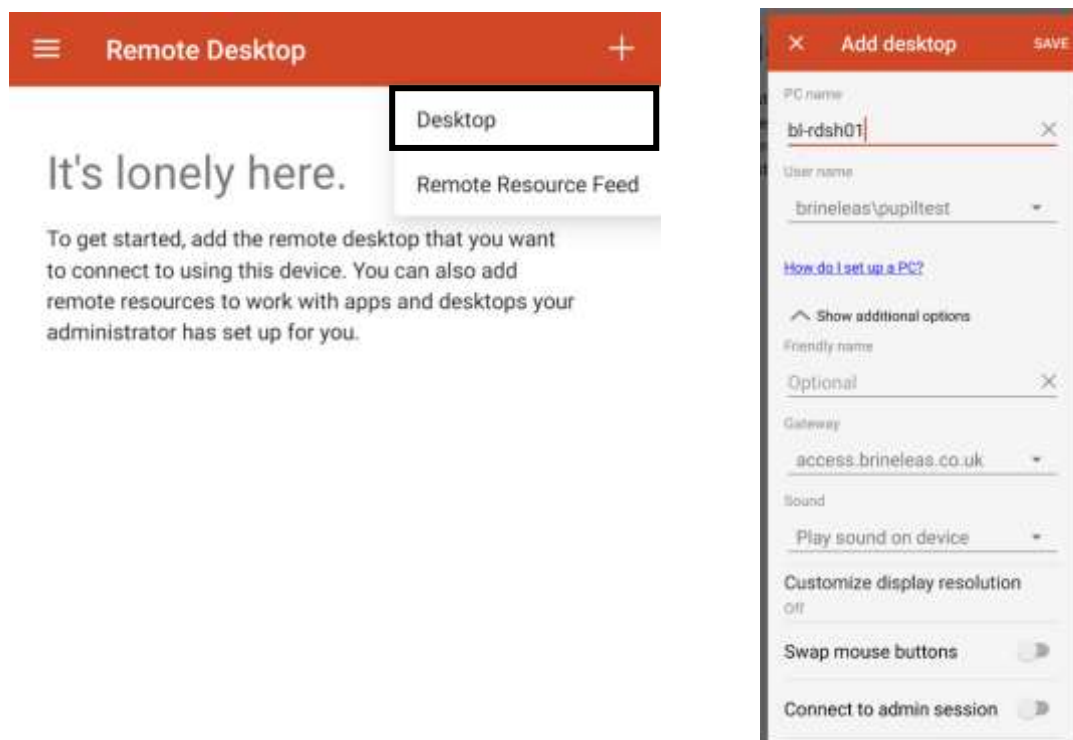 Remote Desktop
Desktop
Remote Resource Feed
It's lonely here.
To get started, add the remote desktop that you want
to connect to using this device. You can also add
remote resources to work with apps and desktops your
administrator has set up for you.
Add desktop SAVE
PC name
bl-rdsh01
User name
brineleas\pupiltest
How do I set up a PC?
Show additional options
Friendly name
Optional
Gateway
access.brineleas.co.uk
Sound
Play sound on device
Customize display resolution
Off
Swap mouse buttons
Connect to admin session